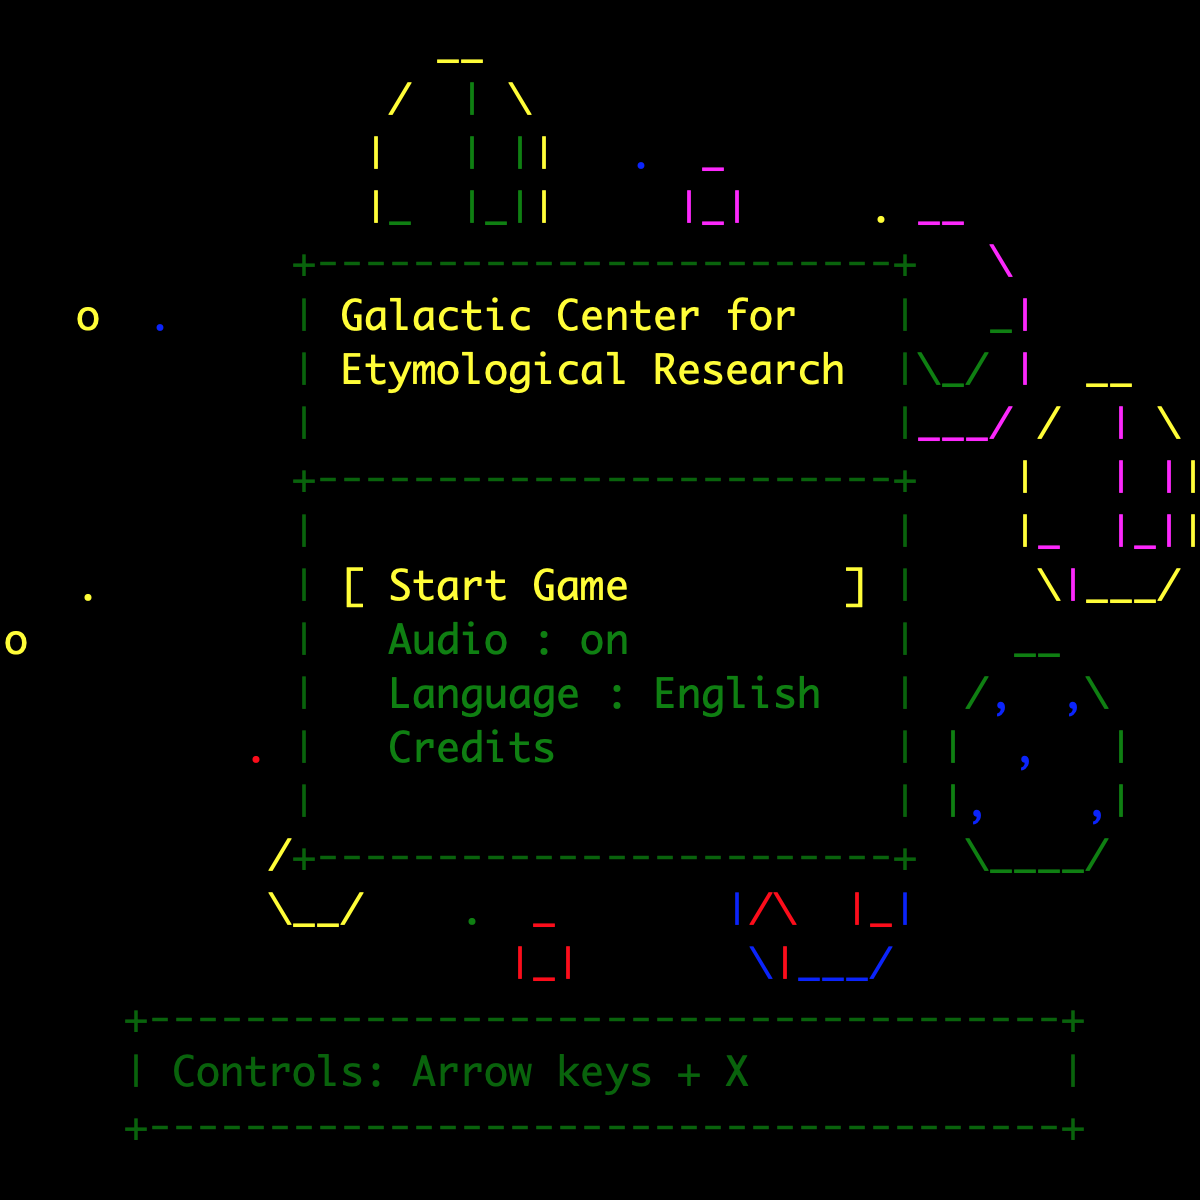 Galactic Center for
Etymological Research
[ Start Game ]
Audio : on
Language : English
Credits
Controls: Arrow keys + X